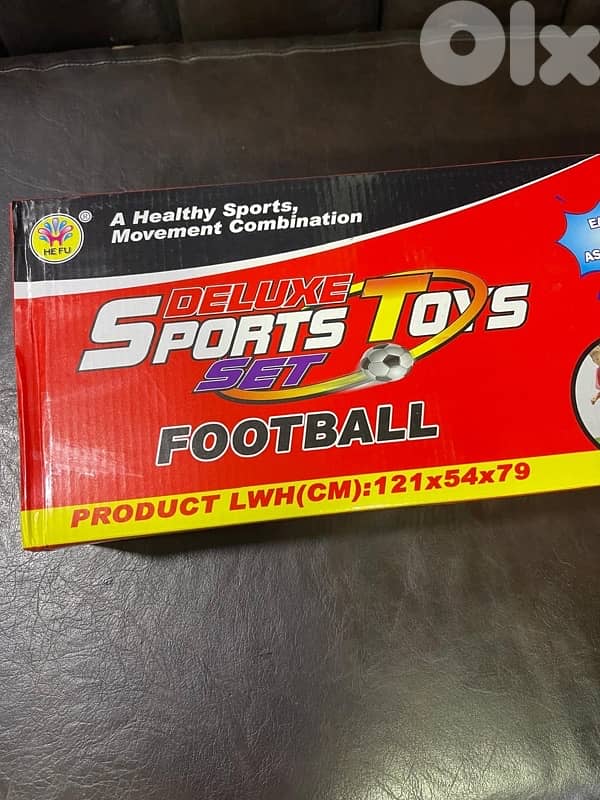 Olx
A Healthy Sports,
Movement Combination
®
HE FU
DELUXE
SPORTS TOYS
SET
FOOTBALL
PRODUCT LWH(CM):121x54x79